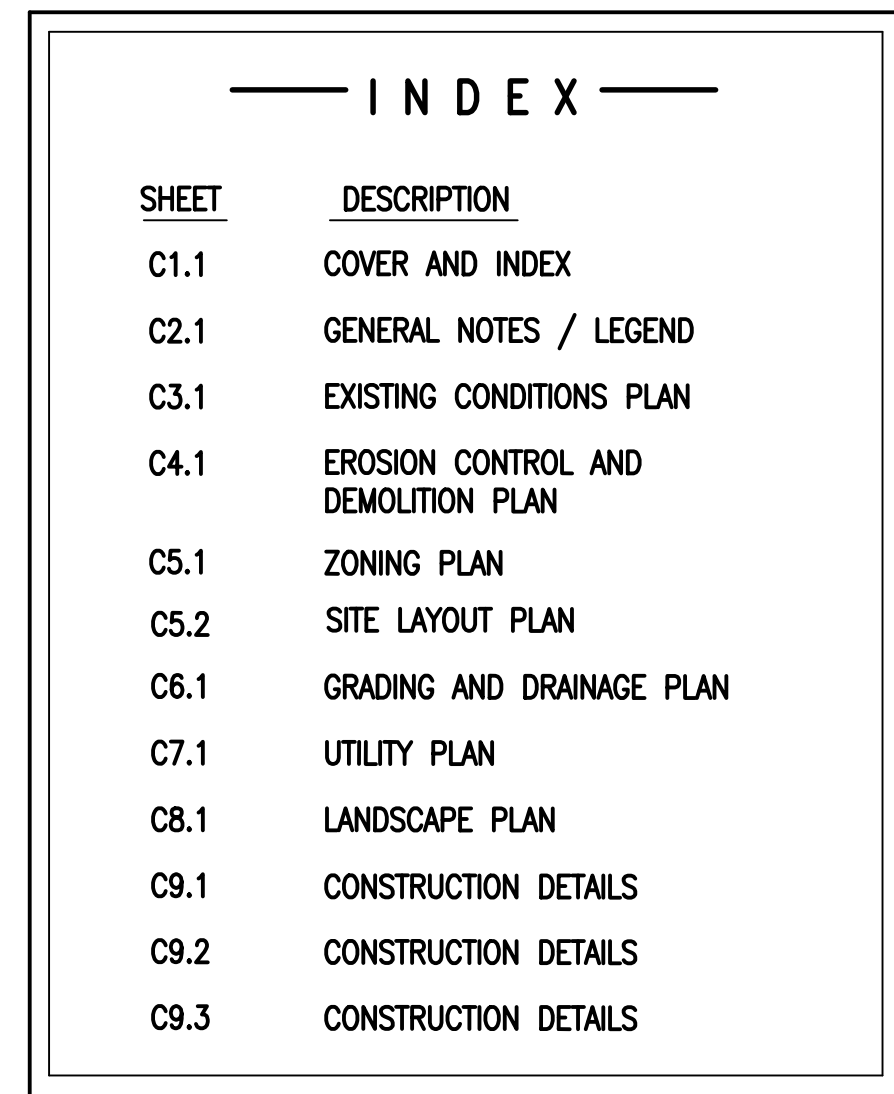 INDEX
SHEET DESCRIPTION
C1.1 COVER AND INDEX
C2.1 GENERAL NOTES / LEGEND
C3.1 EXISTING CONDITIONS PLAN
C4.1 EROSION CONTROL AND
DEMOLITION PLAN
C5.1 ZONING PLAN
C5.2 SITE LAYOUT PLAN
C6.1 GRADING AND DRAINAGE PLAN
C7.1 UTILITY PLAN
C8.1 LANDSCAPE PLAN
C9.1 CONSTRUCTION DETAILS
C9.2 CONSTRUCTION DETAILS
C9.3 CONSTRUCTION DETAILS